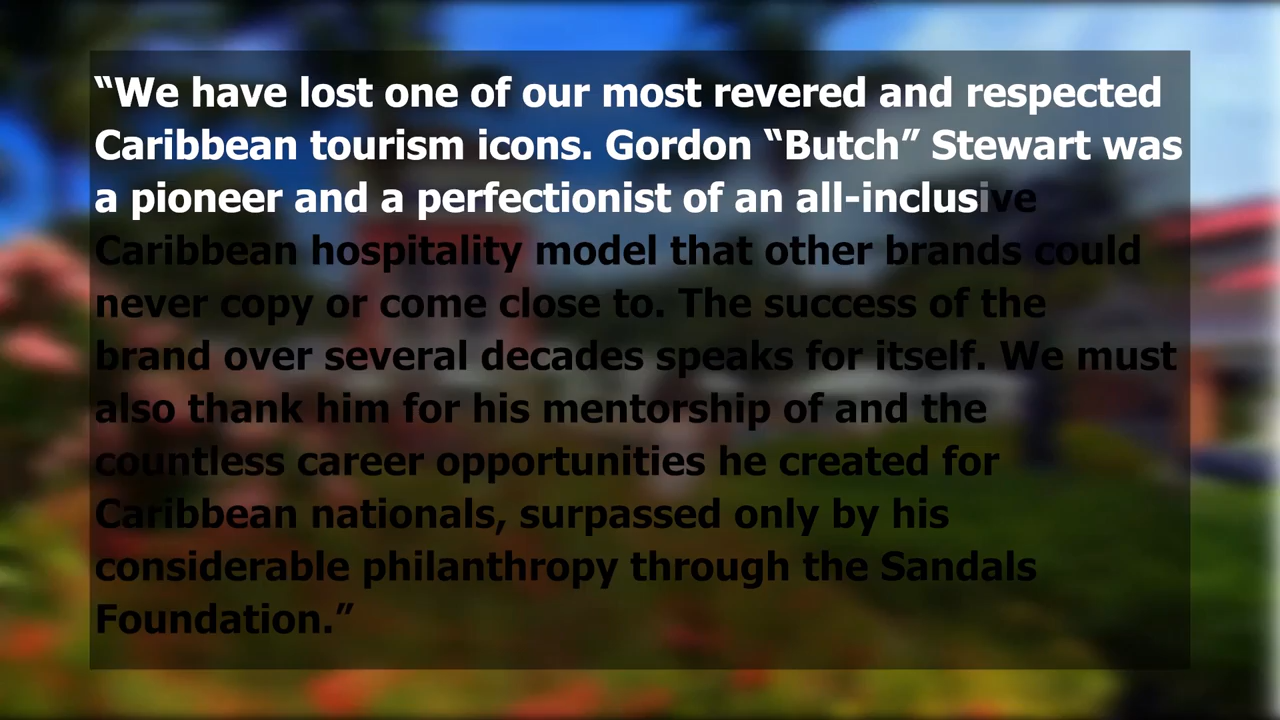 “We have lost one of our most revered and respected
Caribbean tourism icons. Gordon “Butch” Stewart was
a pioneer and a perfectionist of an all-inclusive
Caribbean hospitality model that other brands could
never copy or come close to. The success of the
brand over several decades speaks for itself. We must
also thank him for his mentorship of and the
countless career opportunities he created for
Caribbean nationals, surpassed only by his
considerable philanthropy through the Sandals
Foundation.”